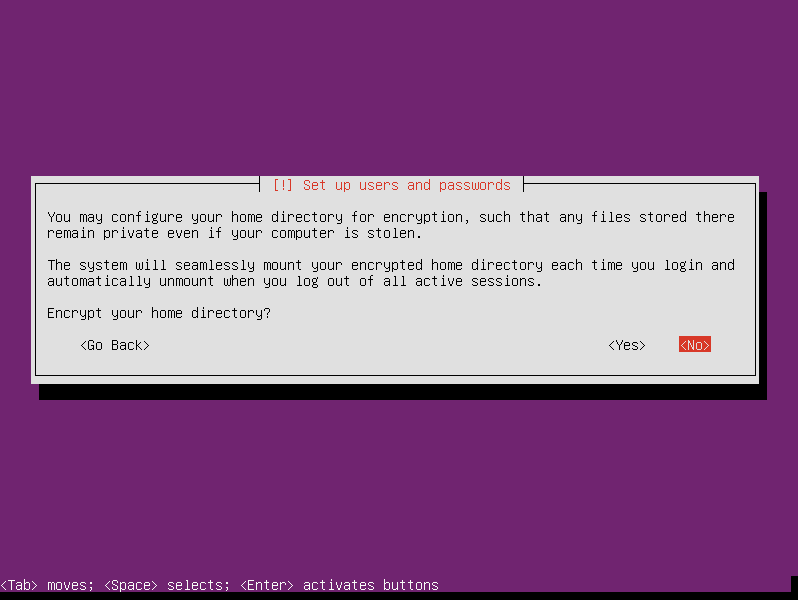 [!] Set up users and passwords
You may configure your home directory for encryption, such that any files stored there
remain private even if your computer is stolen.
The system will seamlessly mount your encrypted home directory each time you login and
automatically unmount when you log out of all active sessions.
Encrypt your home directory?
<Go Back> <Yes> <No>
<Tab> moves; <Space> selects; <Enter> activates buttons